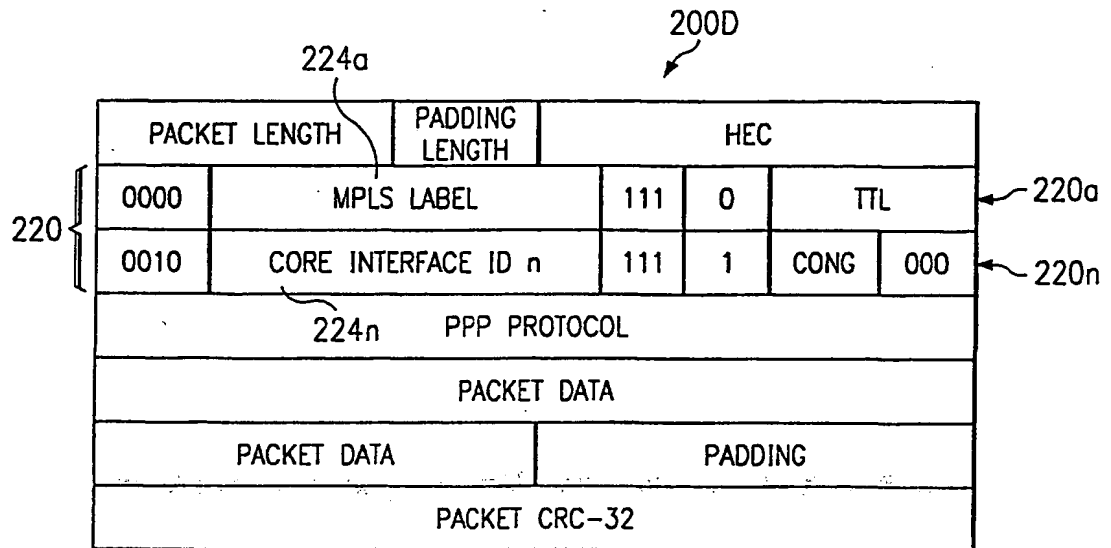 200D
224a
PACKET LENGTH PADDING LENGTH HEC
220
0000 MPLS LABEL 111 0 TTL 220a
0010 CORE INTERFACE ID n 111 1 CONG 000 220n
224n
PPP PROTOCOL
PACKET DATA
PACKET DATA PADDING
PACKET CRC-32